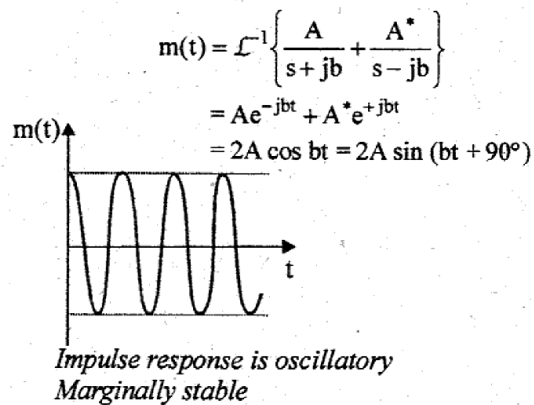 m(t) = ℒ⁻¹{ A/(s+ jb) + A*/(s− jb) }
= Ae⁻ʲᵇᵗ + A*e⁺ʲᵇᵗ
= 2A cos bt = 2A sin (bt + 90°)
m(t)
t
Impulse response is oscillatory
Marginally stable